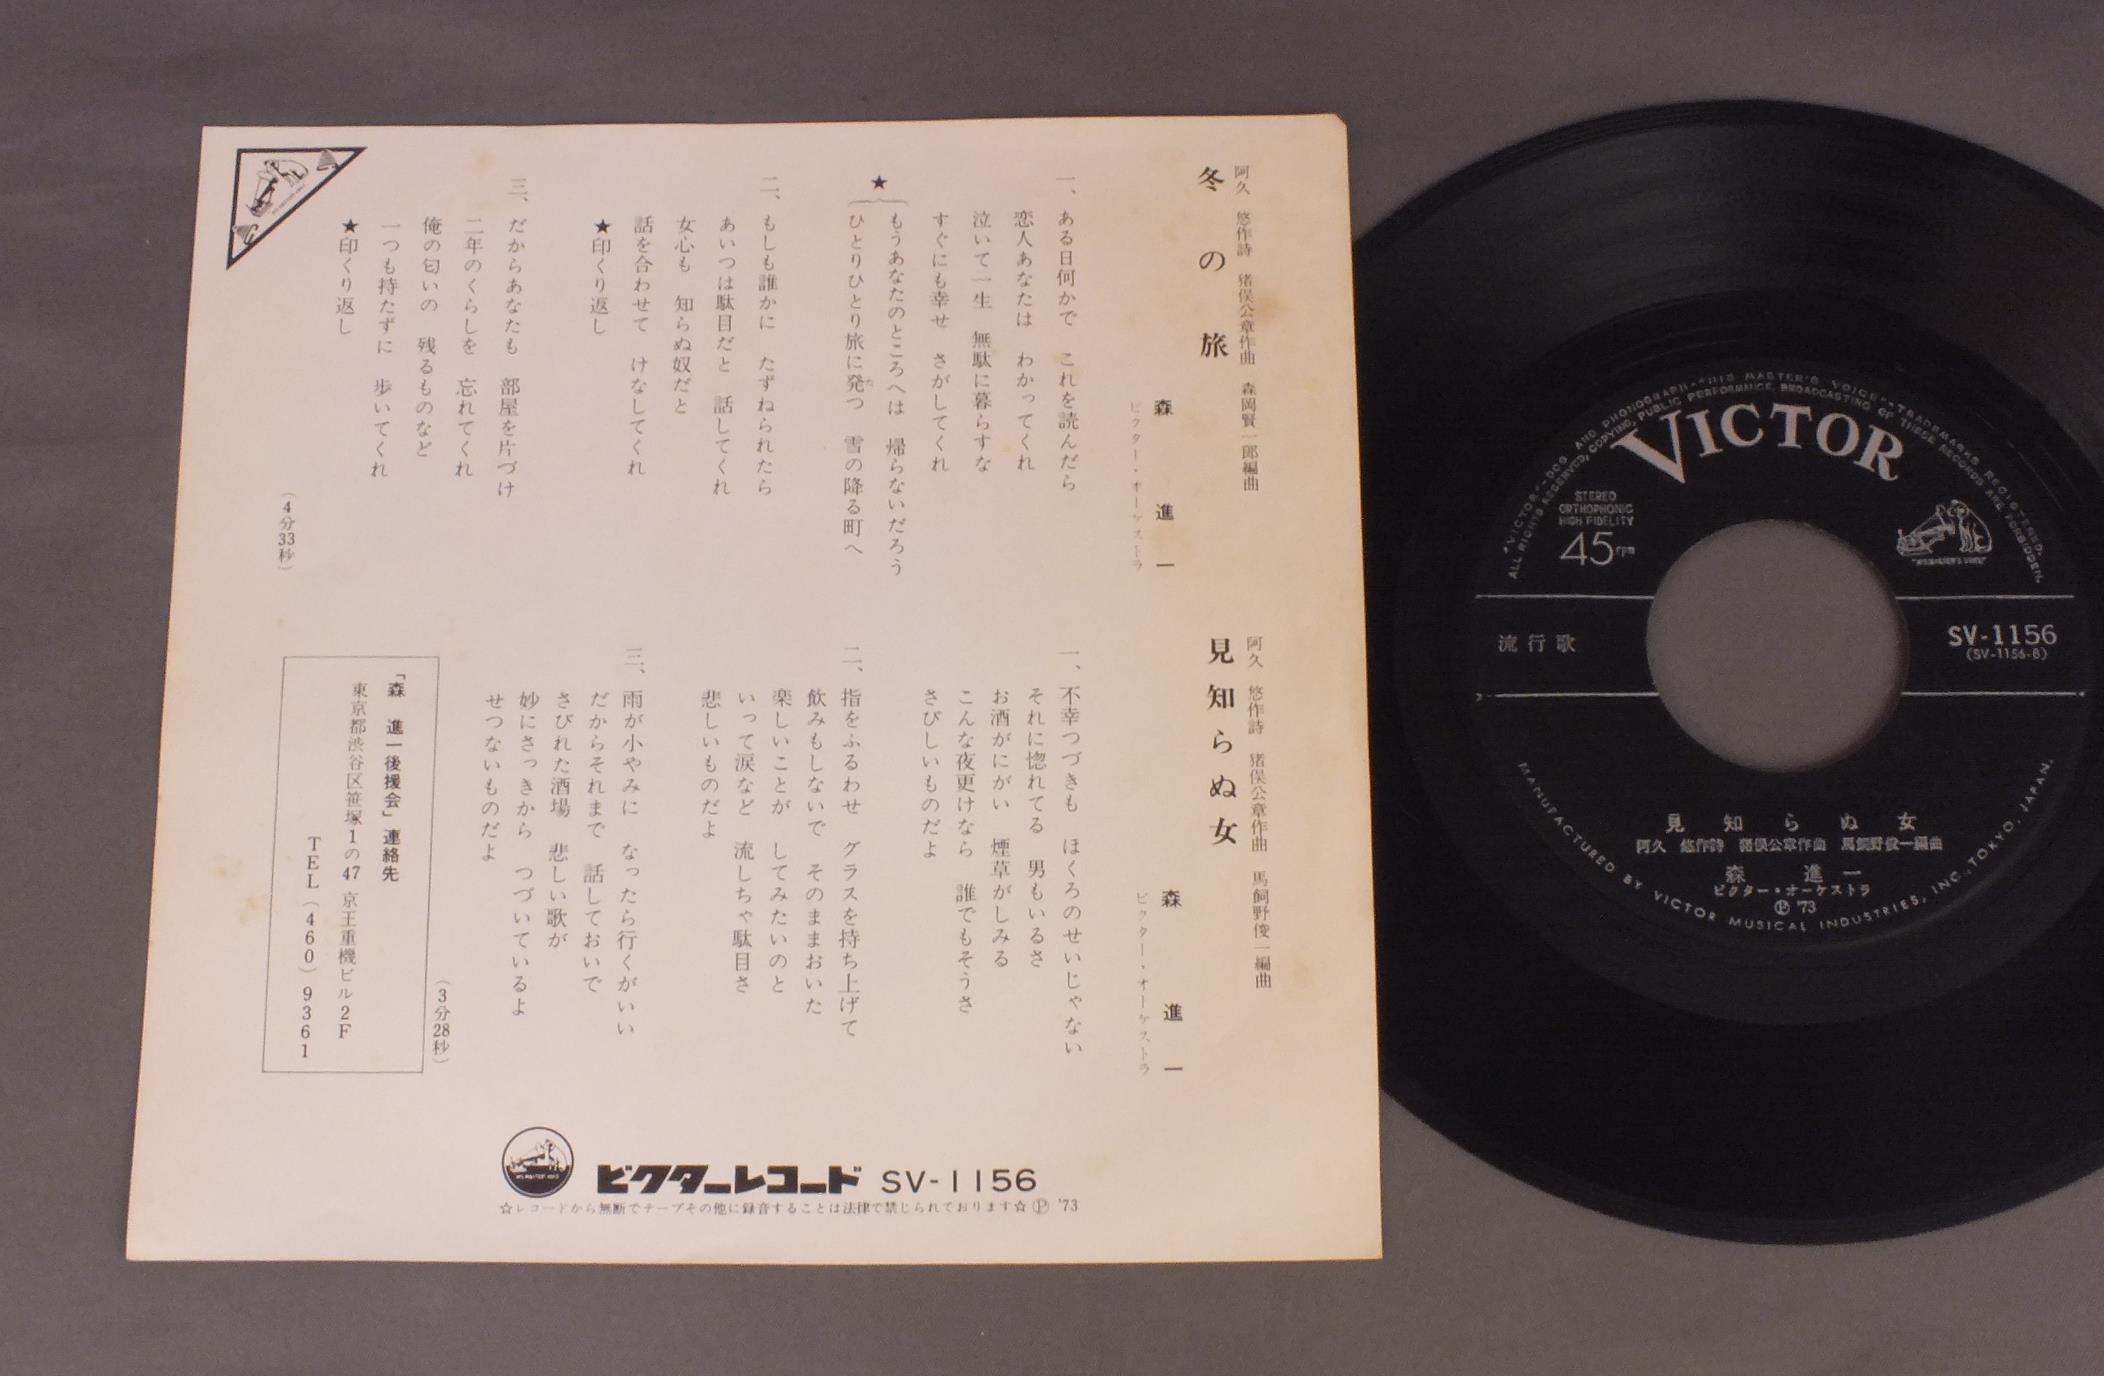 阿久 悠作詩 猪俣公章作曲 森岡賢一郎編曲
冬の旅
森 進一
ビクター・オーケストラ
一、ある日何かで これを読んだら
恋人あなたは わかってくれ
泣いて一生 無駄に暮らすな
すぐにも幸せ さがしてくれ
★もうあなたのところへは 帰らないだろう
ひとりひとり旅に発つ 雪の降る町へ
二、もしも誰かに たずねられたら
あいつは駄目だと 話してくれ
女心も 知らぬ奴だと
話を合わせて けなしてくれ
★印くり返し
三、だからあなたも 部屋を片づけ
二年のくらしを 忘れてくれ
俺の匂いの 残るものなど
一つも持たずに 歩いてくれ
★印くり返し
(4分33秒)
阿久 悠作詩 猪俣公章作曲 馬飼野俊一編曲
見知らぬ女
森 進一
ビクター・オーケストラ
一、不幸つづきも ほくろのせいじゃない
それに惚れてる 男もいるさ
お酒がにがい 煙草がしみる
こんな夜更けなら 誰でもそうさ
さびしいものだよ
二、指をふるわせ グラスを持ち上げて
飲みもしないで そのままおいた
楽しいことが してみたいのと
いって涙など 流しちゃ駄目さ
悲しいものだよ
三、雨が小やみに なったら行くがいい
だからそれまで 話しておいで
さびれた酒場 悲しい歌が
妙にさっきから つづいているよ
せつないものだよ
(3分28秒)
「森 進一後援会」連絡先
東京都渋谷区笹塚1の47 京王重機ビル2F
TEL(460)9361
ビクターレコード SV-1156
☆レコードから無断でテープその他に録音することは法律で禁じられております☆ Ⓟ '73
"VICTOR"-DOG AND PHONOGRAPH-"HIS MASTER'S VOICE"-TRADEMARKS REGISTERED.
ALL RIGHTS RESERVED, COPYING, PUBLIC PERFORMANCE, BROADCASTING OF THESE RECORDS ARE FORBIDDEN.
VICTOR
STEREO
ORTHOPHONIC
HIGH FIDELITY
45rpm
"HIS MASTER'S VOICE"
流行歌
SV-1156
(SV-1156-B)
見知らぬ女
阿久 悠作詩 猪俣公章作曲 馬飼野俊一編曲
森 進一
ビクター・オーケストラ
Ⓟ '73
MANUFACTURED BY VICTOR MUSICAL INDUSTRIES, INC., TOKYO, JAPAN.